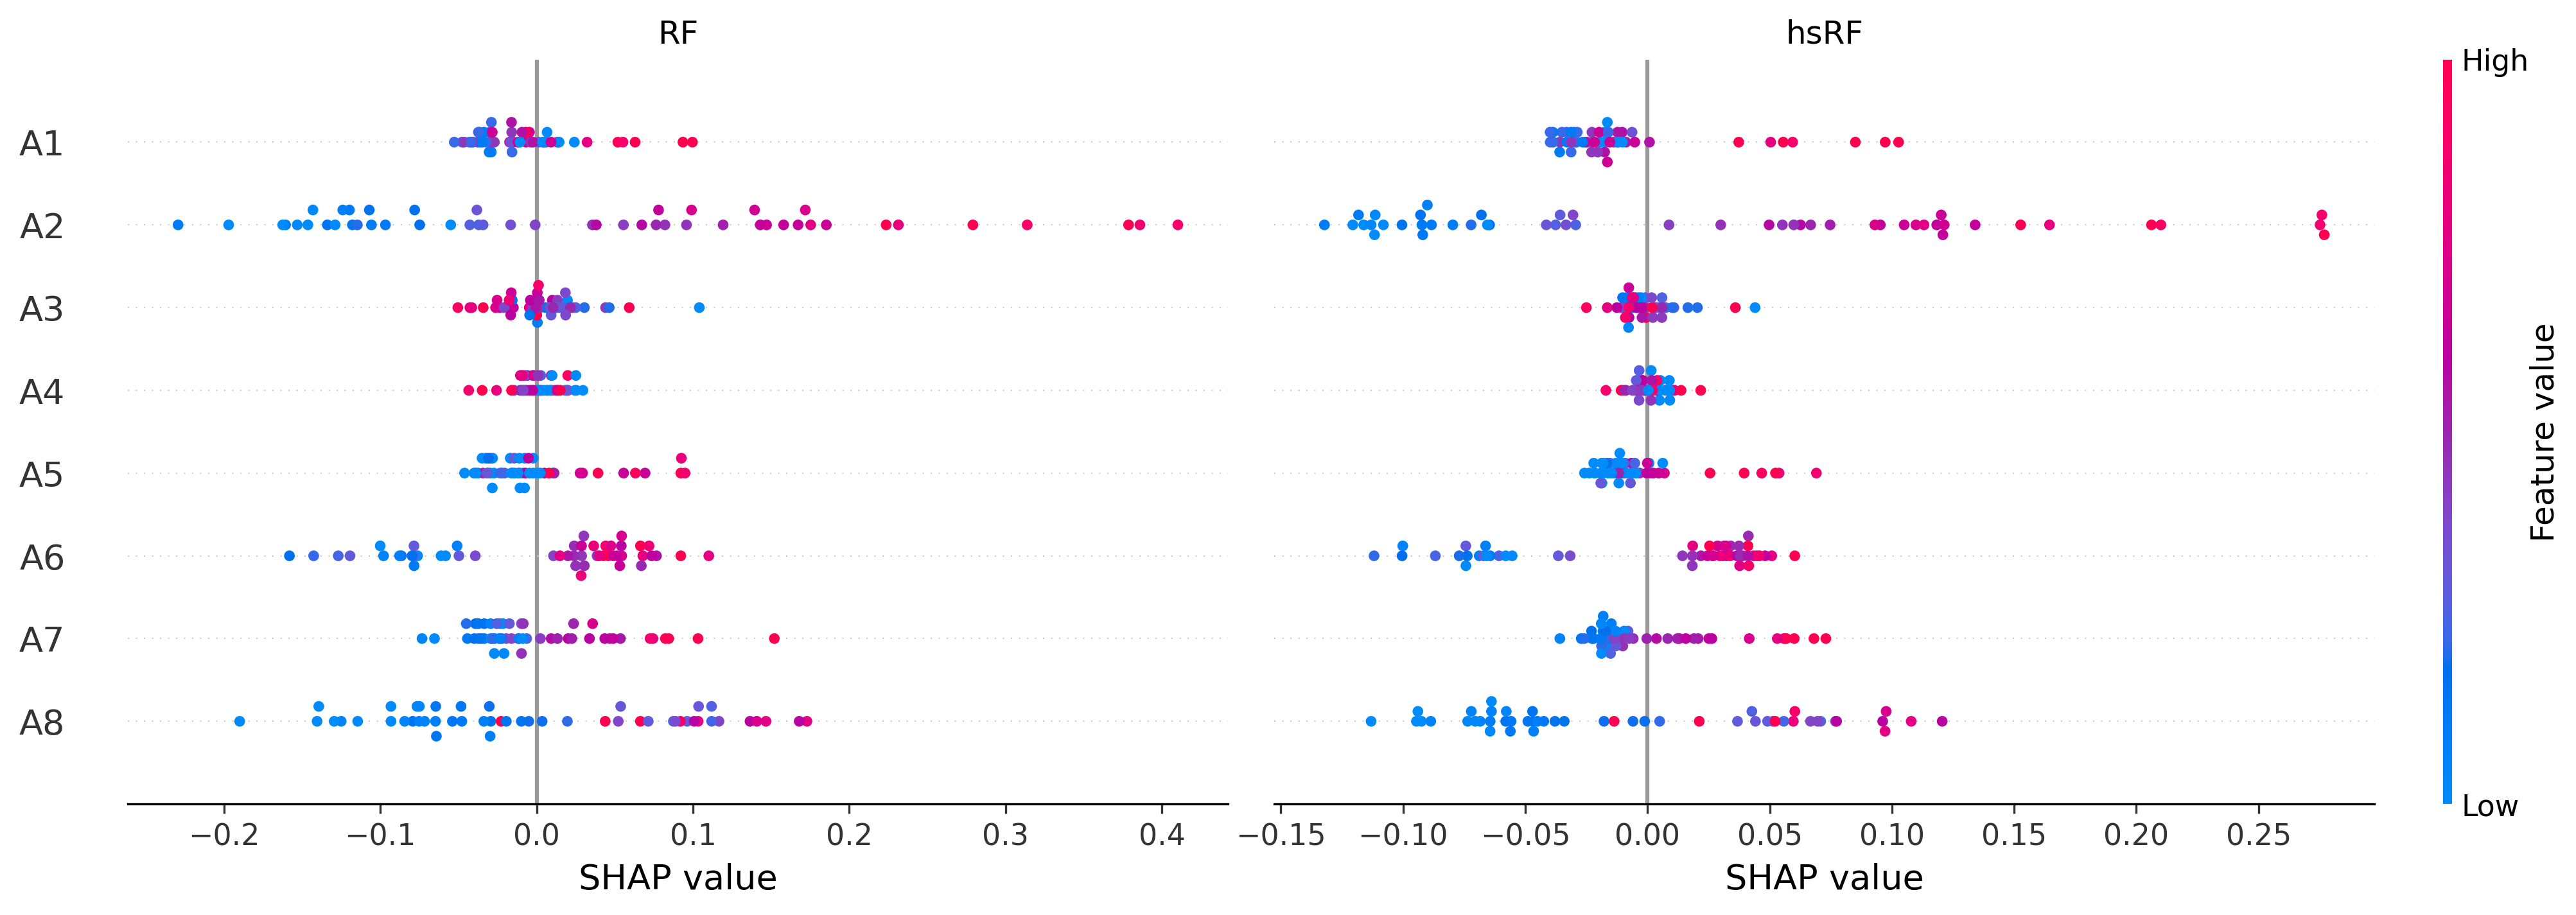 RF
hsRF
High
A1
A2
A3
A4
A5
A6
A7
A8
Feature value
Low
−0.2 −0.1 0.0 0.1 0.2 0.3 0.4
−0.15 −0.10 −0.05 0.00 0.05 0.10 0.15 0.20 0.25
SHAP value
SHAP value